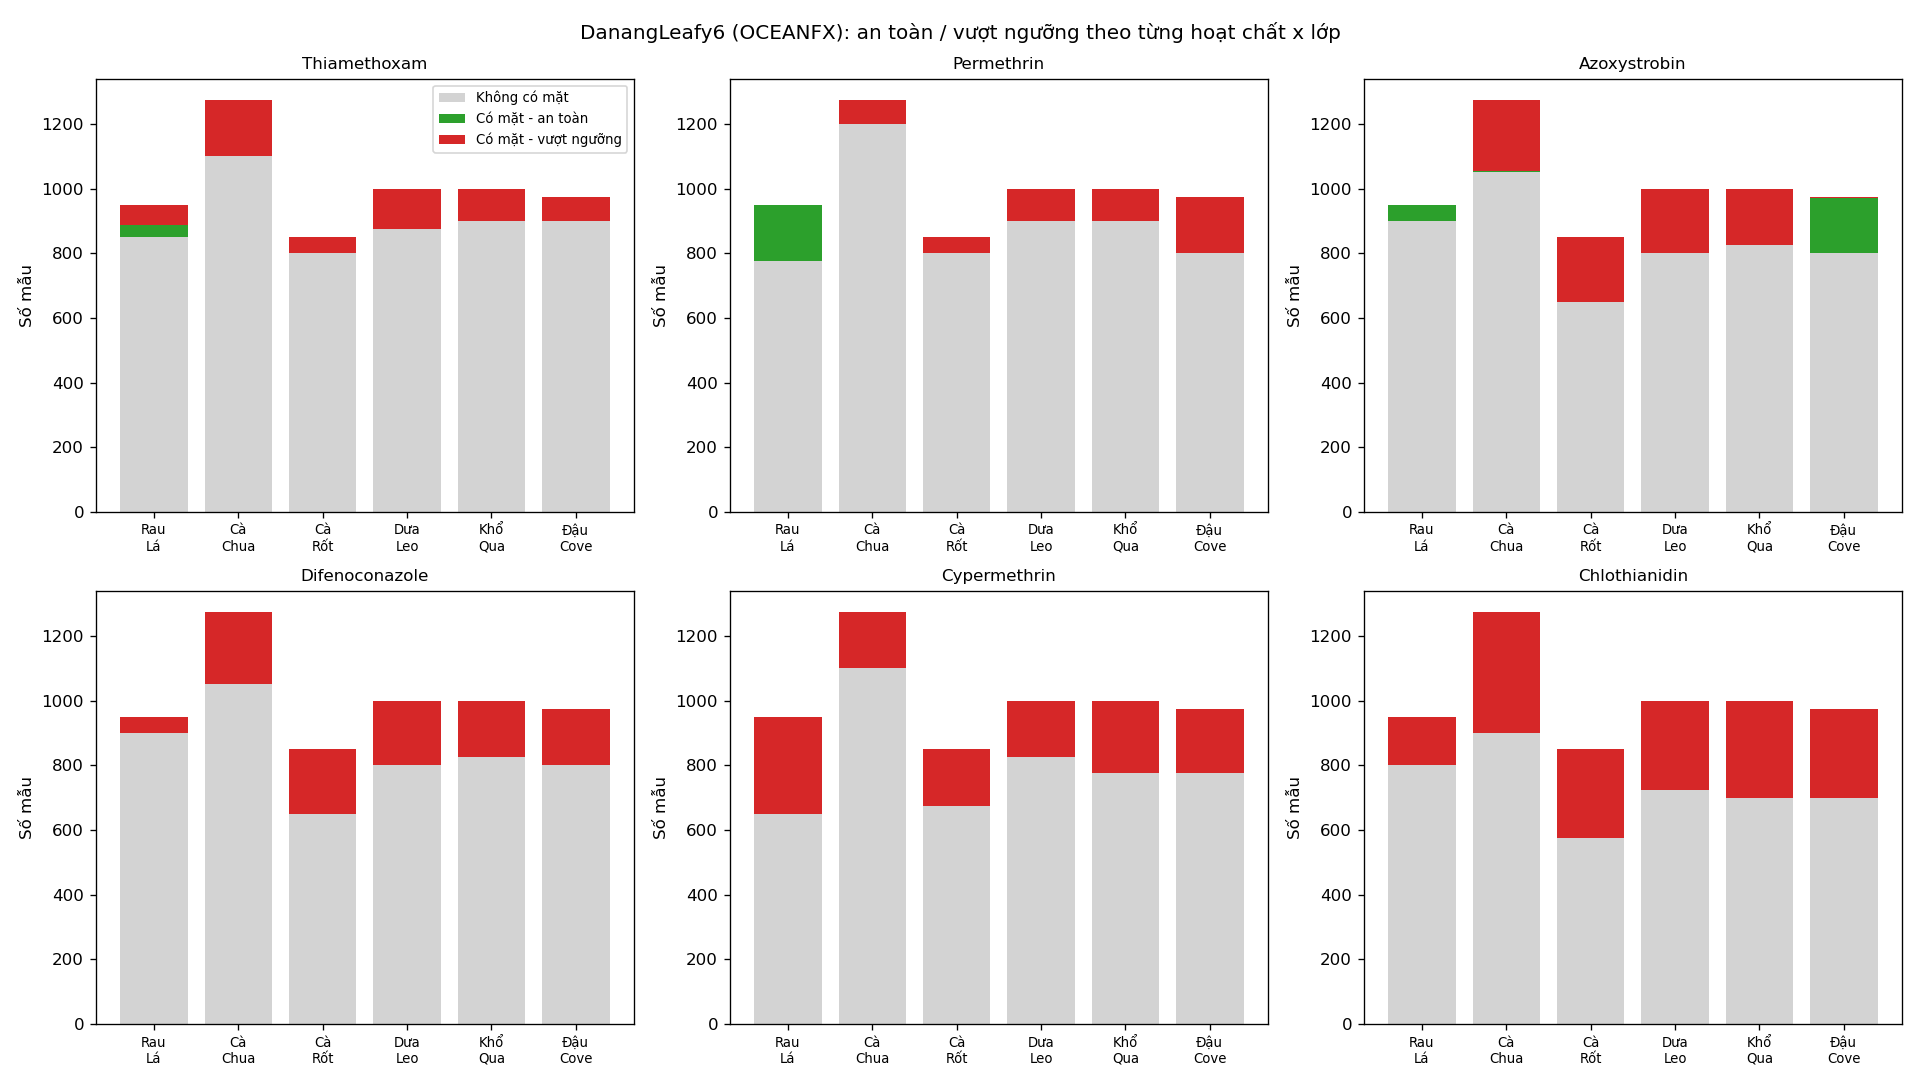 DanangLeafy6 (OCEANFX): an toàn / vượt ngưỡng theo từng hoạt chất x lớp
Thiamethoxam
Số mẫu
1200
1000
800
600
400
200
0
Không có mặt
Có mặt - an toàn
Có mặt - vượt ngưỡng
Rau Cà Cà Dưa Khổ Đậu
Lá Chua Rốt Leo Qua Cove
Permethrin
Số mẫu
1200
1000
800
600
400
200
0
Rau Cà Cà Dưa Khổ Đậu
Lá Chua Rốt Leo Qua Cove
Azoxystrobin
Số mẫu
1200
1000
800
600
400
200
0
Rau Cà Cà Dưa Khổ Đậu
Lá Chua Rốt Leo Qua Cove
Difenoconazole
Số mẫu
1200
1000
800
600
400
200
0
Rau Cà Cà Dưa Khổ Đậu
Lá Chua Rốt Leo Qua Cove
Cypermethrin
Số mẫu
1200
1000
800
600
400
200
0
Rau Cà Cà Dưa Khổ Đậu
Lá Chua Rốt Leo Qua Cove
Chlothianidin
Số mẫu
1200
1000
800
600
400
200
0
Rau Cà Cà Dưa Khổ Đậu
Lá Chua Rốt Leo Qua Cove